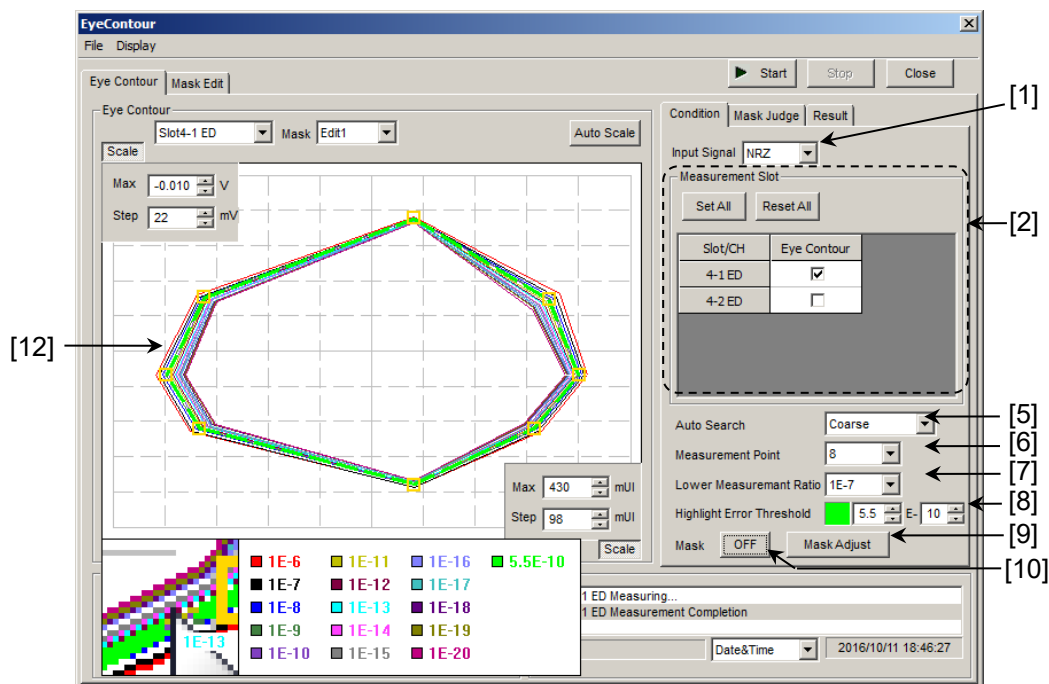 EyeContour
File Display
Start Stop Close
Eye Contour Mask Edit
[1]
Eye Contour
Slot4-1 ED Mask Edit1 Auto Scale
Scale
Max -0.010 V
Step 22 mV
Condition Mask Judge Result
Input Signal NRZ
Measurement Slot
Set All Reset All
[2]
Slot/CH Eye Contour
4-1 ED
4-2 ED
[12]
Auto Search Coarse
[5]
Measurement Point 8
[6]
Lower Measuremant Ratio 1E-7
[7]
Highlight Error Threshold 5.5 E- 10
[8]
Mask OFF Mask Adjust
[9]
[10]
Max 430 mUI
Step 98 mUI
Scale
1E-13
1E-6 1E-11 1E-16 5.5E-10
1E-7 1E-12 1E-17
1E-8 1E-13 1E-18
1E-9 1E-14 1E-19
1E-10 1E-15 1E-20
1 ED Measuring...
1 ED Measurement Completion
Date&Time 2016/10/11 18:46:27